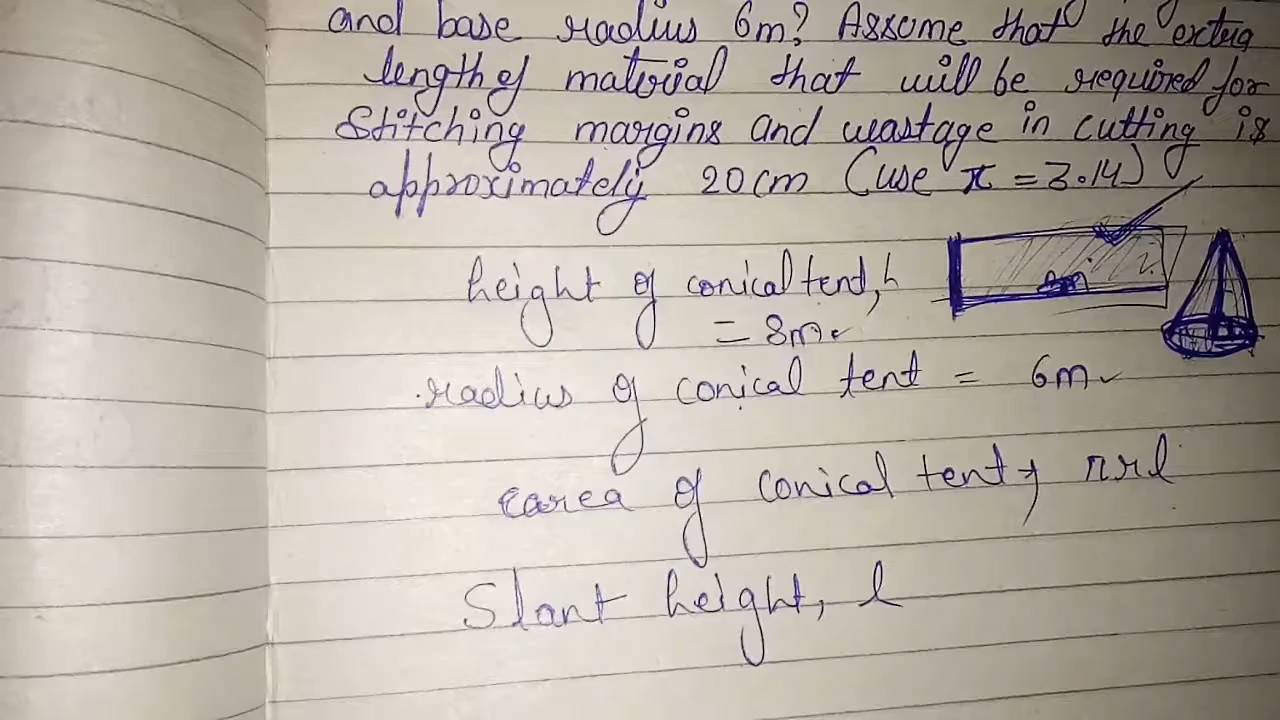 and base radius 6m? Assume that the extra
length of material that will be required for
Stitching margins and wastage in cutting is
approximately 20cm (use π = 3.14)
height of conical tend, h
= 8m
radius of conical tent = 6m
carea of conical tent, πrl
Slant height, l